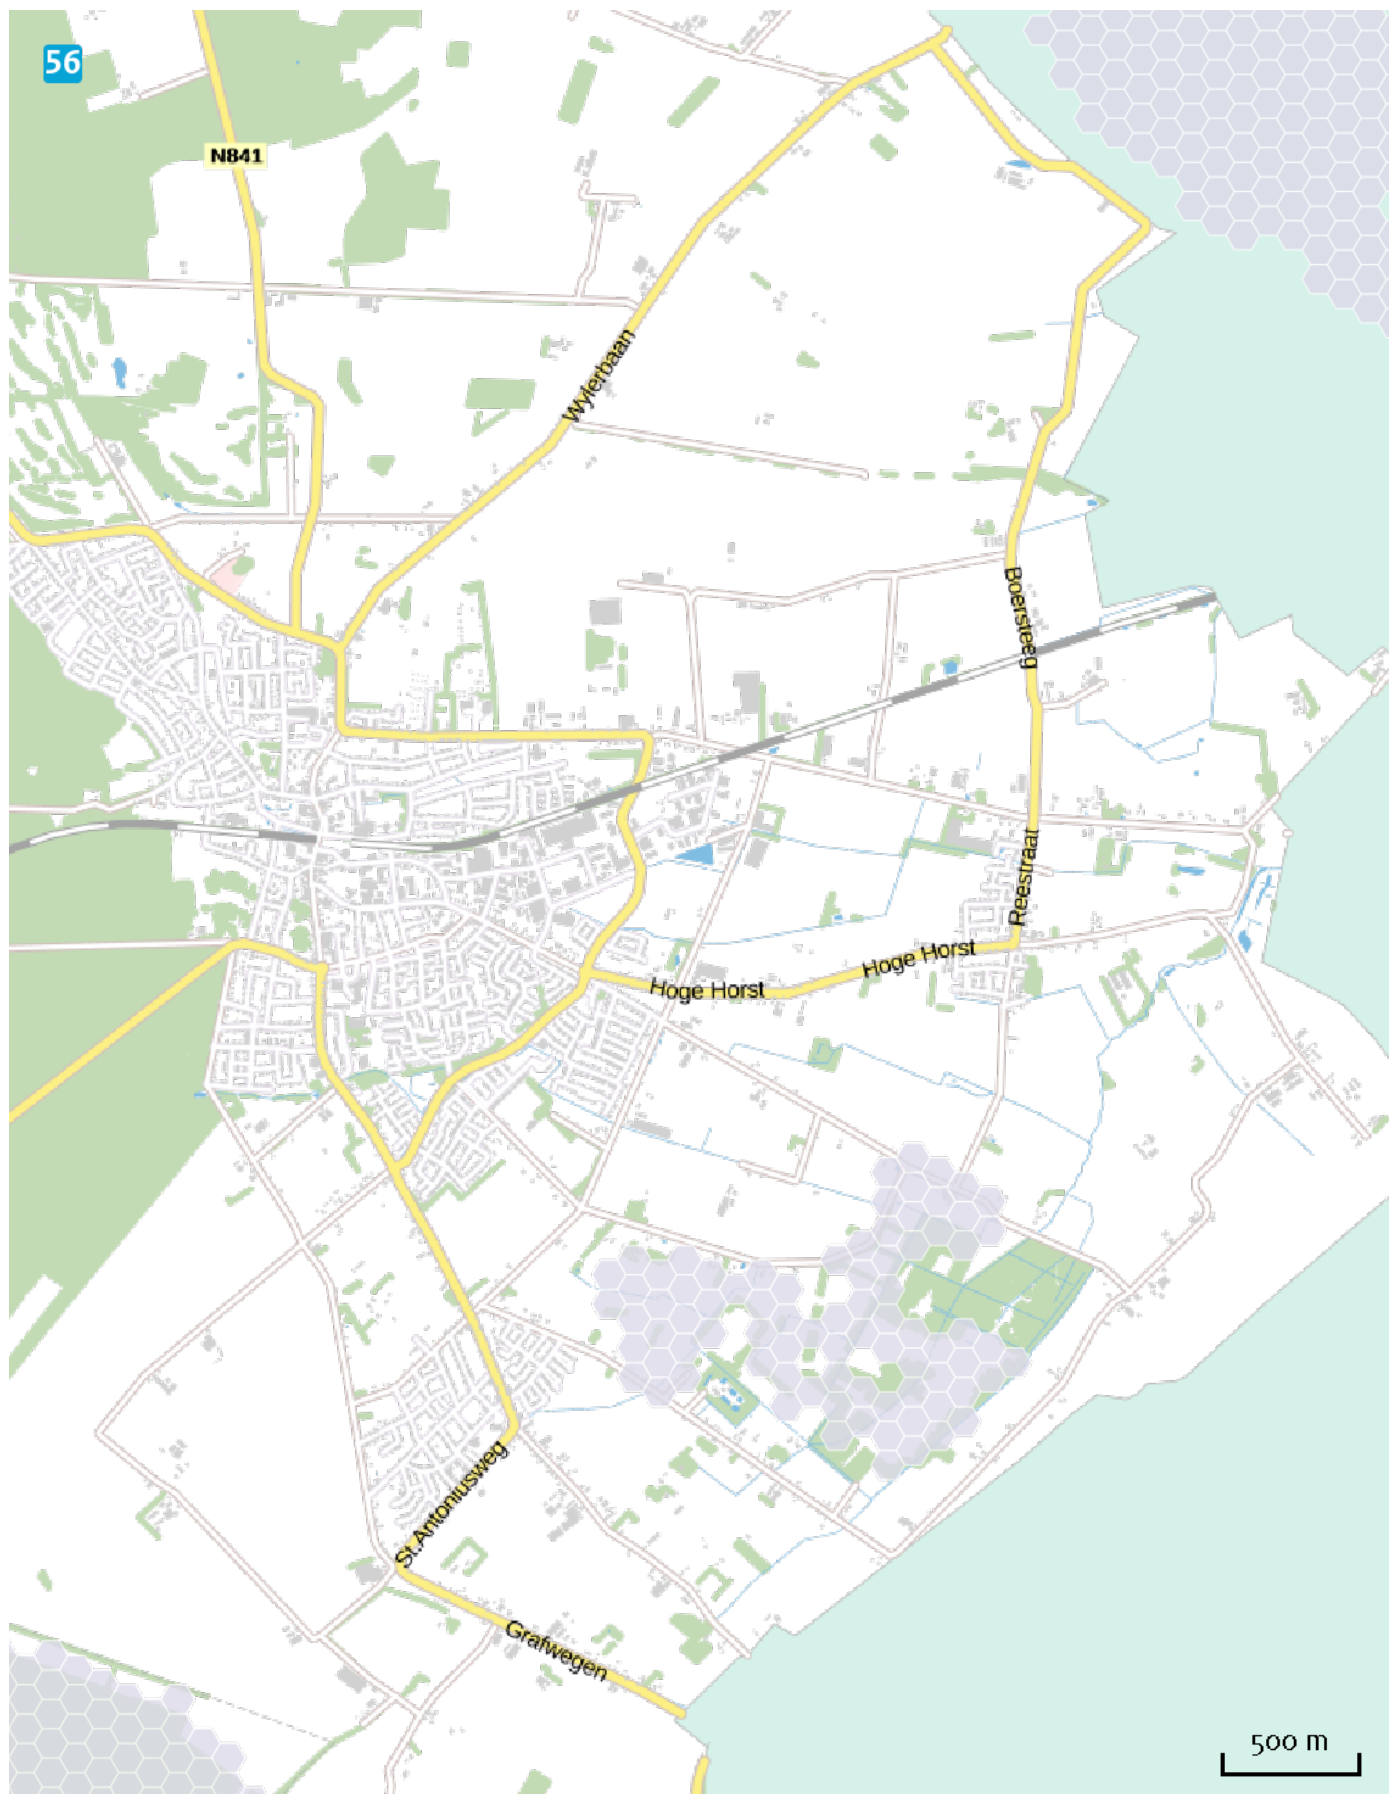 56
N841
Wylerbaan
Boersteeg
Reestraat
Hoge Horst
Hoge Horst
St.Antoniusweg
Grafwegen
500 m